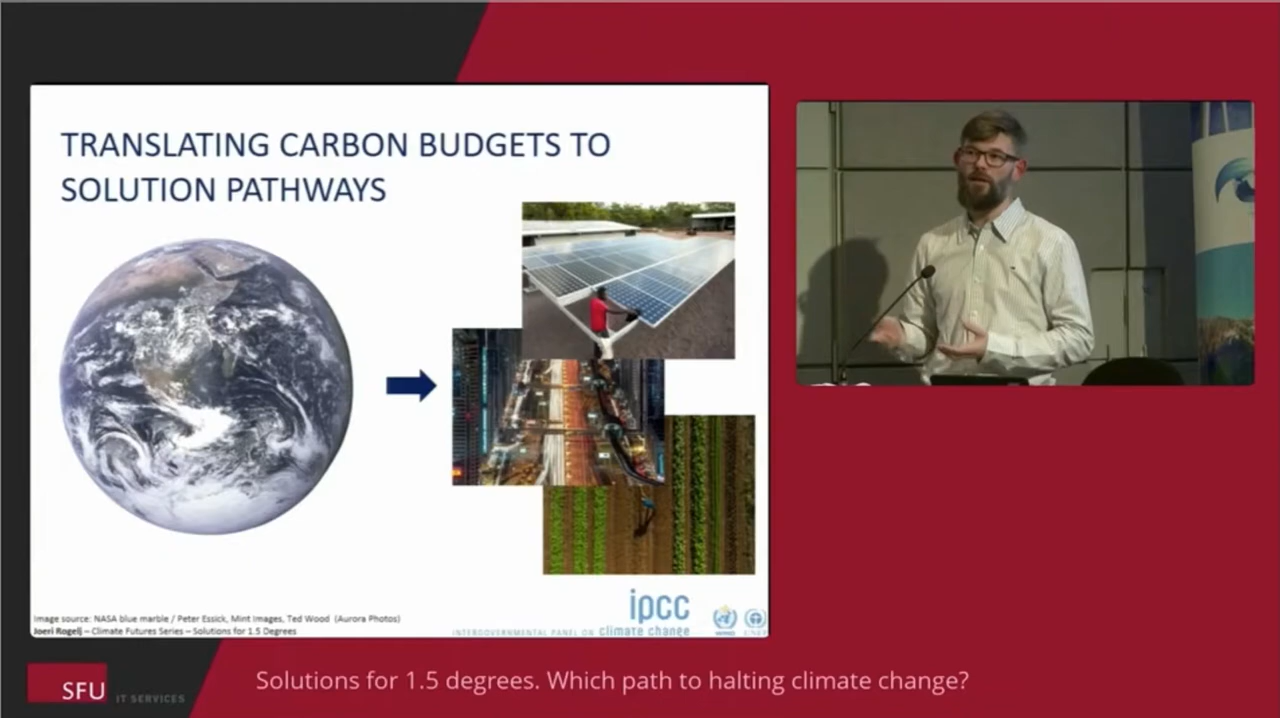 TRANSLATING CARBON BUDGETS TO
SOLUTION PATHWAYS
Image source: NASA blue marble / Peter Essick, Mint Images, Ted Wood (Aurora Photos)
Joeri Rogelj – Climate Futures Series – Solutions for 1.5 Degrees
ipcc
INTERGOVERNMENTAL PANEL ON climate change
WMO UNEP
SFU IT SERVICES
Solutions for 1.5 degrees. Which path to halting climate change?